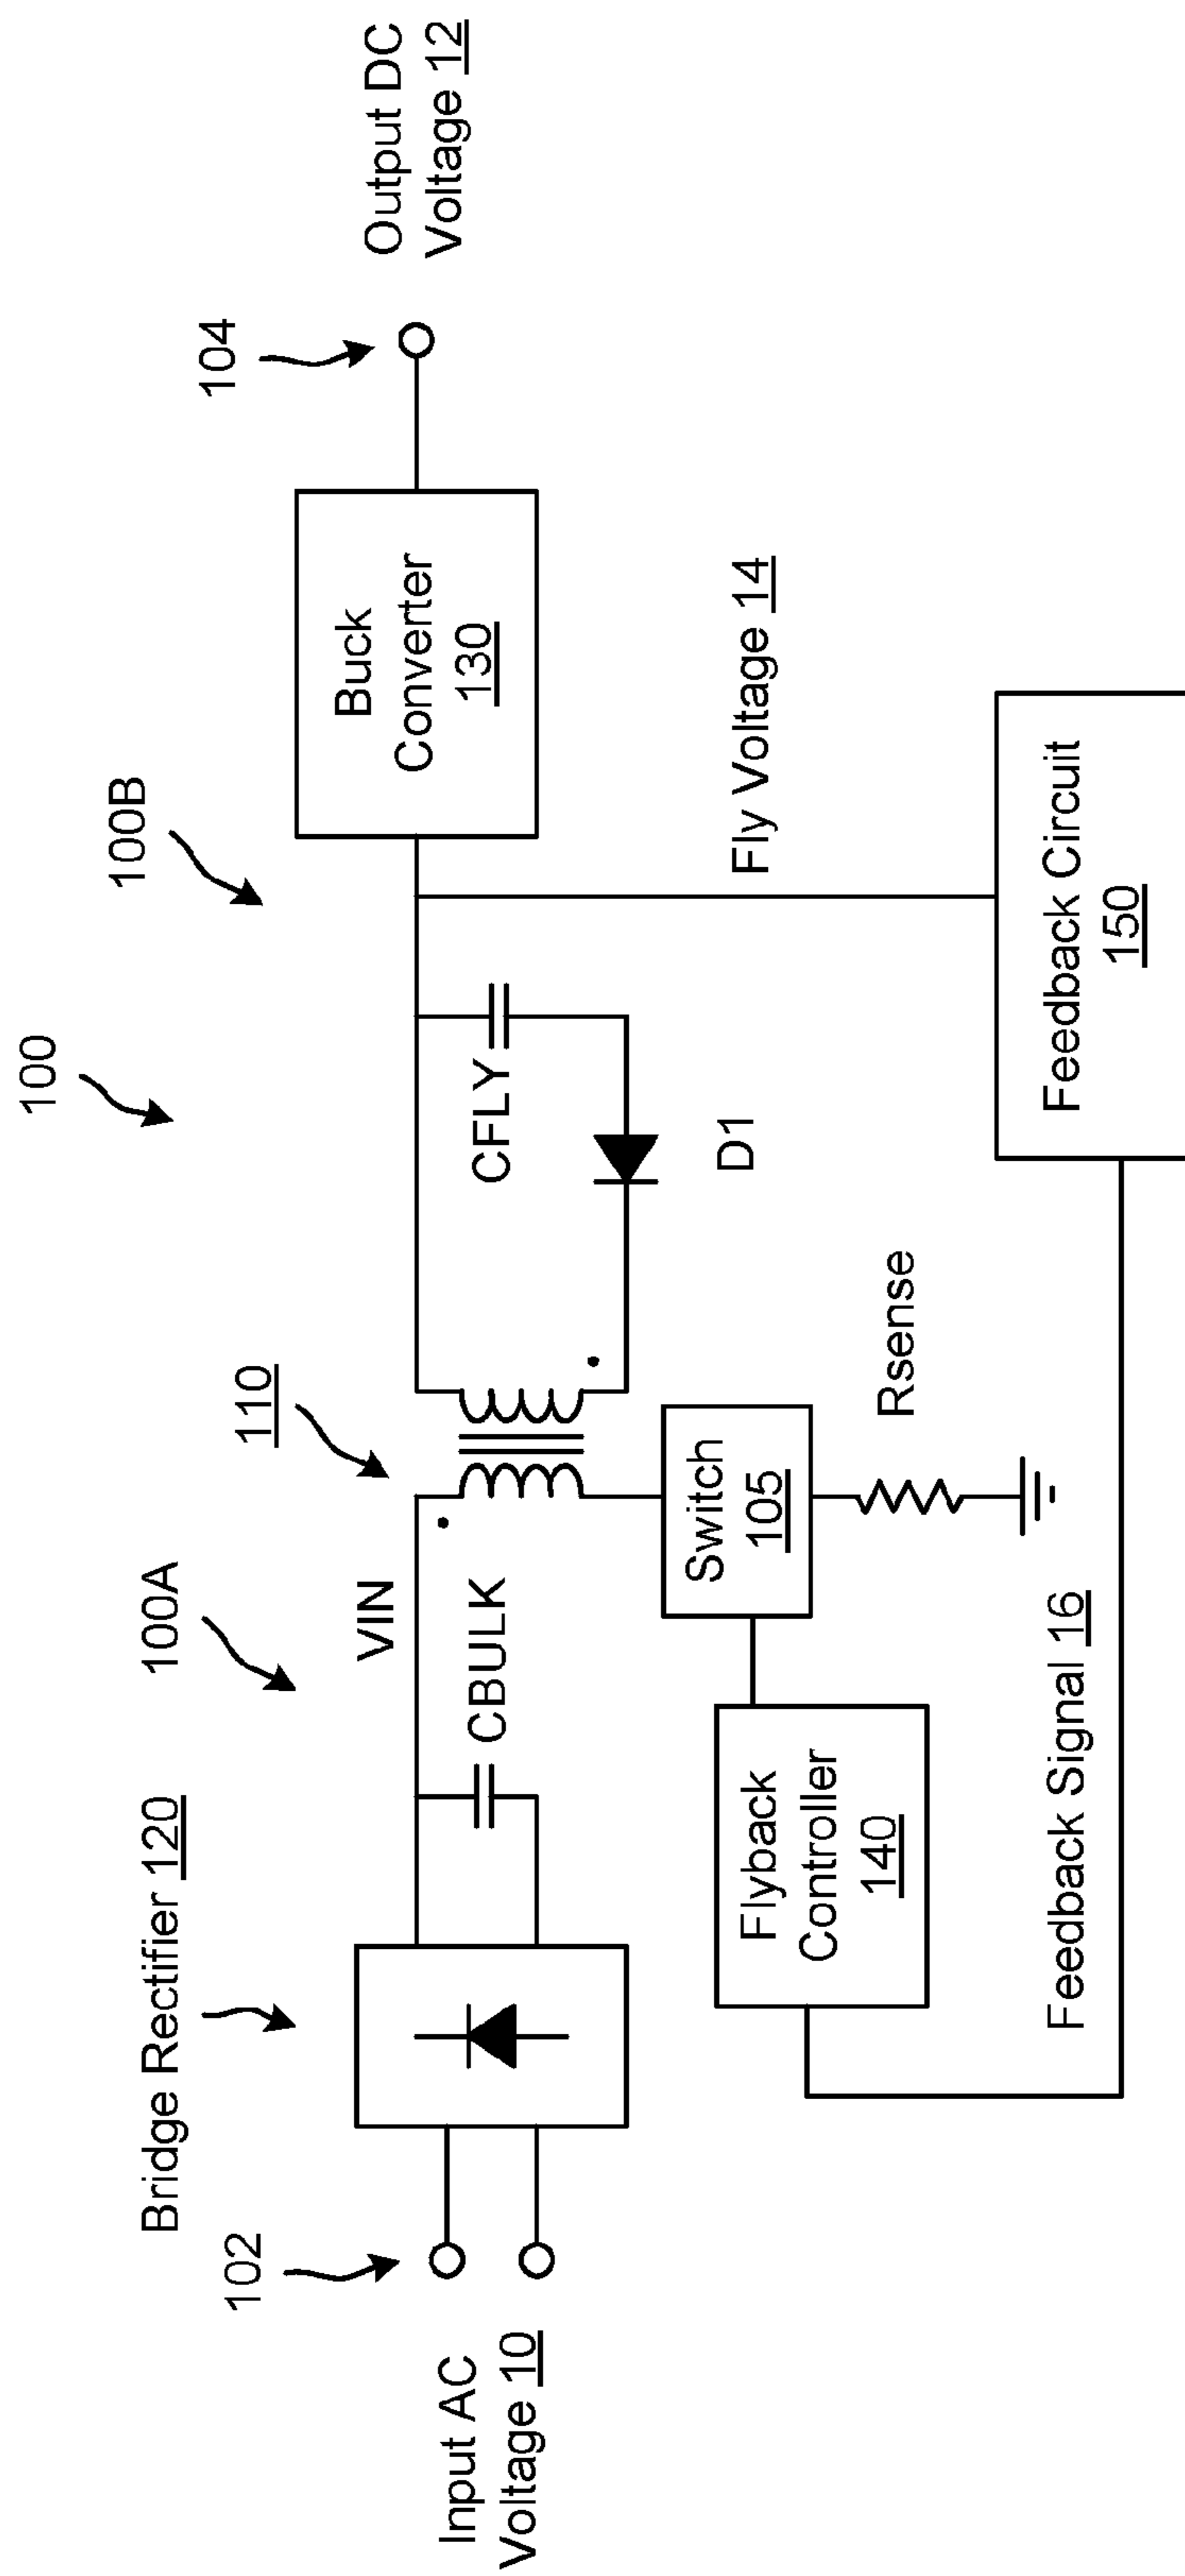 100
100A
100B
Bridge Rectifier 120
110
104
102
VIN
Input AC
Voltage 10
CBULK
CFLY
Buck
Converter
130
Output DC
Voltage 12
D1
Switch
105
Flyback
Controller
140
Rsense
Fly Voltage 14
Feedback Signal 16
Feedback Circuit
150